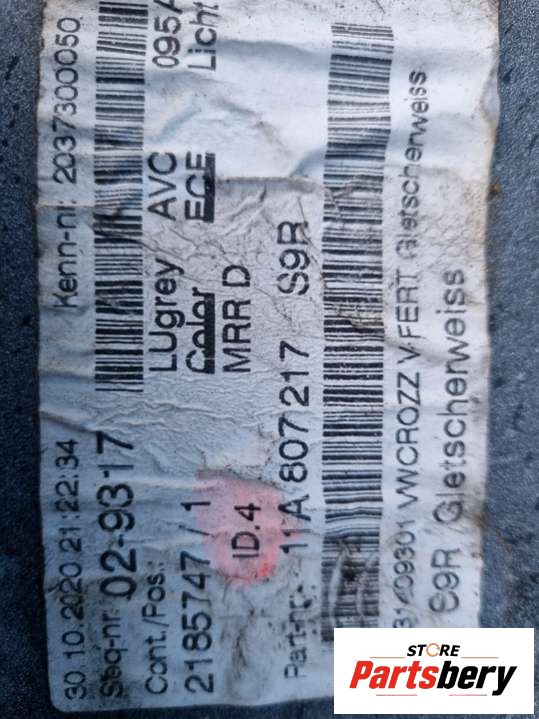 30.10.2020 21:22:34 Kenn-nr: 2037300050
Seq-nr: 02-9317
Cont./Pos.: LUgrey AVC 095A
2185747 /1 Color ECE Licht
ID.4 MRR D
Part-nr.: 11A 807 217 S9R
31409301 VWCROZZ V-FERT Gletscherweiss
S9R Gletscherweiss
STORE
Partsbery